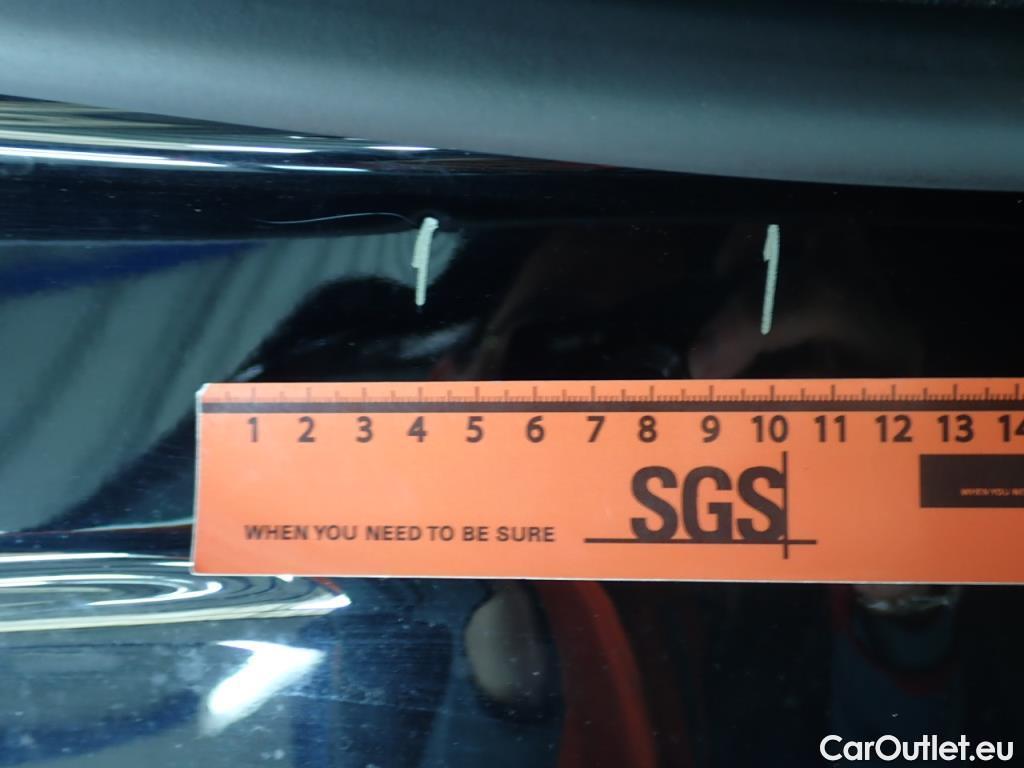 1 2 3 4 5 6 7 8 9 10 11 12 13 14
SGS
WHEN YOU NEED TO BE SURE
CarOutlet.eu